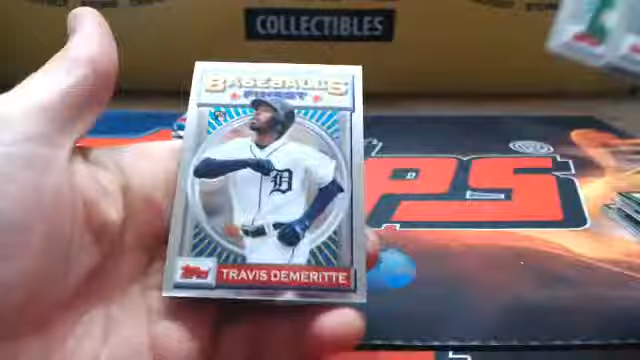 COLLECTIBLES
BASEBALL'S
FINEST
D
Topps
TRAVIS DEMERITTE
PS